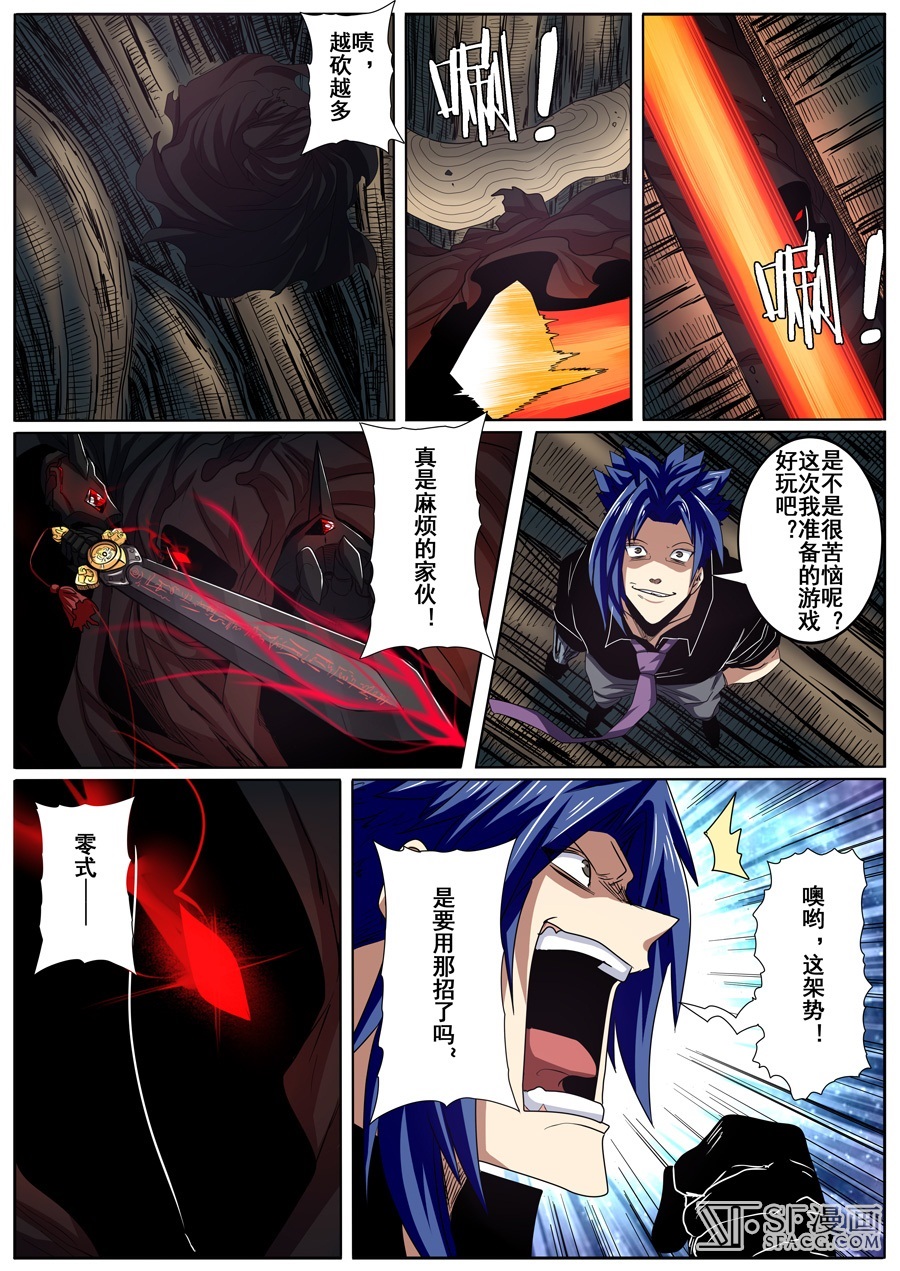 啧，
越砍越多
唰！
唰！
真是麻烦的家伙！
是不是很苦恼呢？
这次我准备的游戏
好玩吧？
零式——
噢哟，这架势！
是要用那招了吗~
SF漫画
SFACG.COM